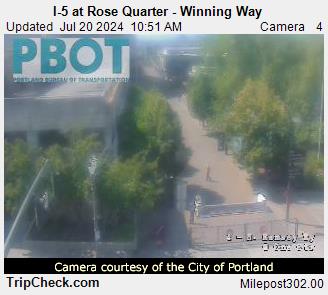 I-5 at Rose Quarter - Winning Way
Updated Jul 20 2024 10:51 AM Camera 4
PBOT
PORTLAND BUREAU OF TRANSPORTATION
Camera courtesy of the City of Portland
TripCheck.com Milepost302.00